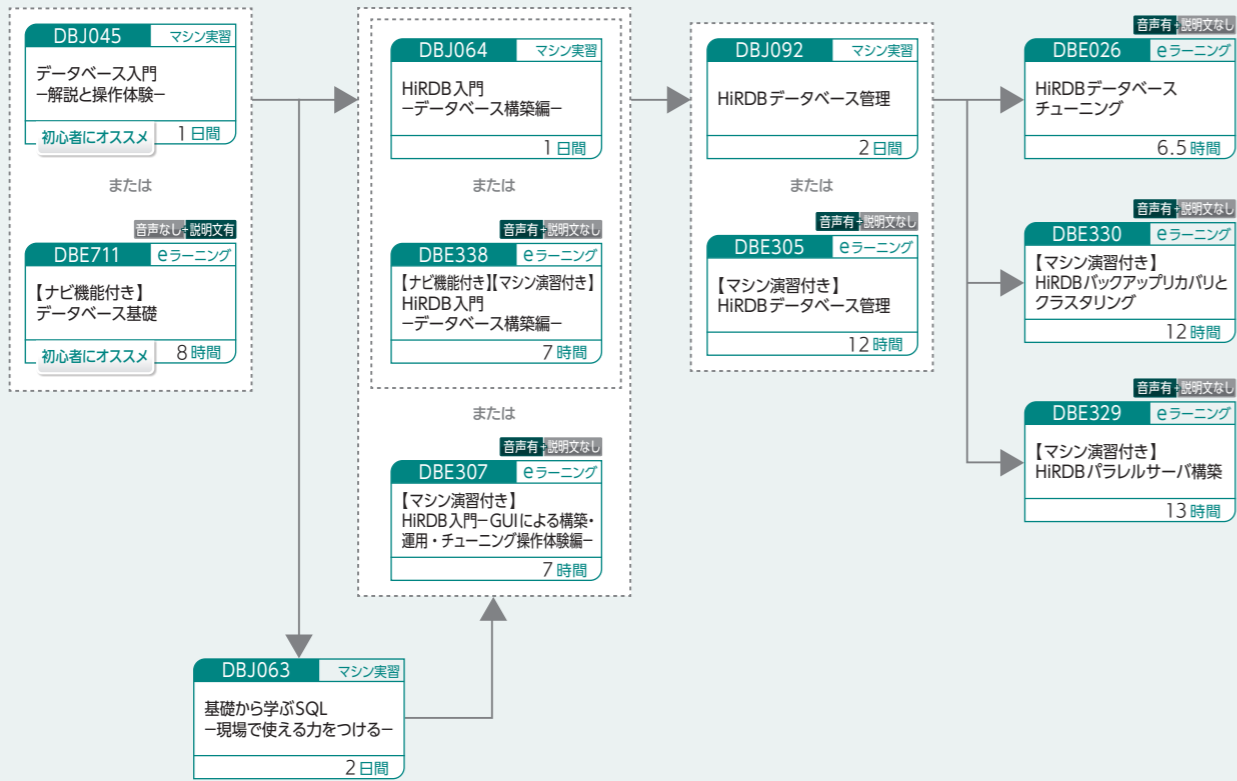 DBJ045 マシン実習
データベース入門
−解説と操作体験−
初心者にオススメ 1日間
または
音声なし+説明文有
DBE711 eラーニング
【ナビ機能付き】
データベース基礎
初心者にオススメ 8時間
DBJ064 マシン実習
HiRDB入門
−データベース構築編−
1日間
または
音声有+説明文なし
DBE338 eラーニング
【ナビ機能付き】【マシン演習付き】
HiRDB入門
−データベース構築編−
7時間
または
音声有+説明文なし
DBE307 eラーニング
【マシン演習付き】
HiRDB入門−GUIによる構築・
運用・チューニング操作体験編−
7時間
DBJ063 マシン実習
基礎から学ぶSQL
−現場で使える力をつける−
2日間
DBJ092 マシン実習
HiRDBデータベース管理
2日間
または
音声有+説明文なし
DBE305 eラーニング
【マシン演習付き】
HiRDBデータベース管理
12時間
音声有+説明文なし
DBE026 eラーニング
HiRDBデータベース
チューニング
6.5時間
音声有+説明文なし
DBE330 eラーニング
【マシン演習付き】
HiRDBバックアップリカバリと
クラスタリング
12時間
音声有+説明文なし
DBE329 eラーニング
【マシン演習付き】
HiRDBパラレルサーバ構築
13時間